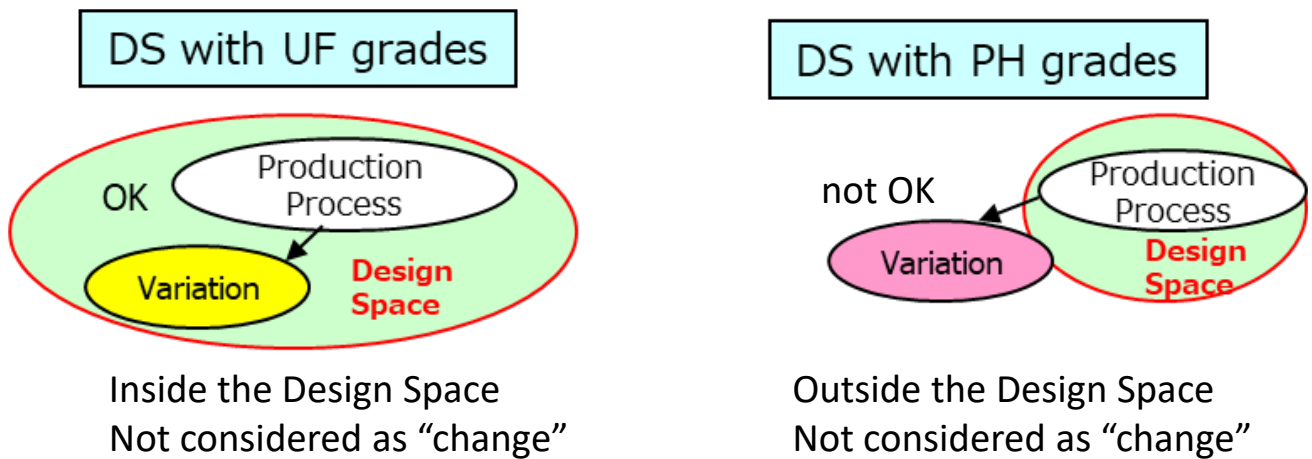 DS with UF grades
OK
Production
Process
Variation
Design
Space
Inside the Design Space
Not considered as “change”
DS with PH grades
not OK
Production
Process
Variation
Design
Space
Outside the Design Space
Not considered as “change”